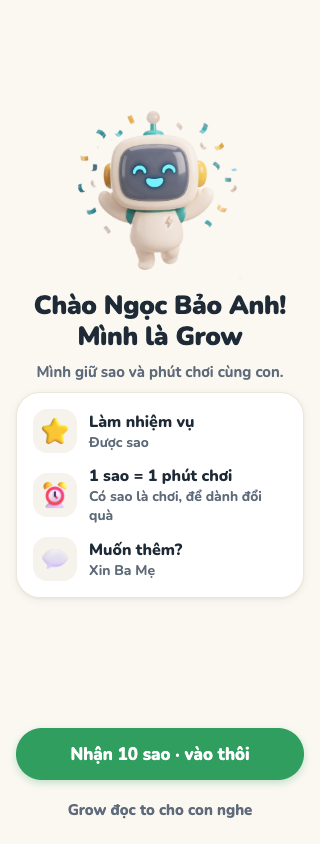 Chào Ngọc Bảo Anh!
Mình là Grow
Mình giữ sao và phút chơi cùng con.
Làm nhiệm vụ
Được sao
1 sao = 1 phút chơi
Có sao là chơi, để dành đổi
quà
Muốn thêm?
Xin Ba Mẹ
Nhận 10 sao · vào thôi
Grow đọc to cho con nghe